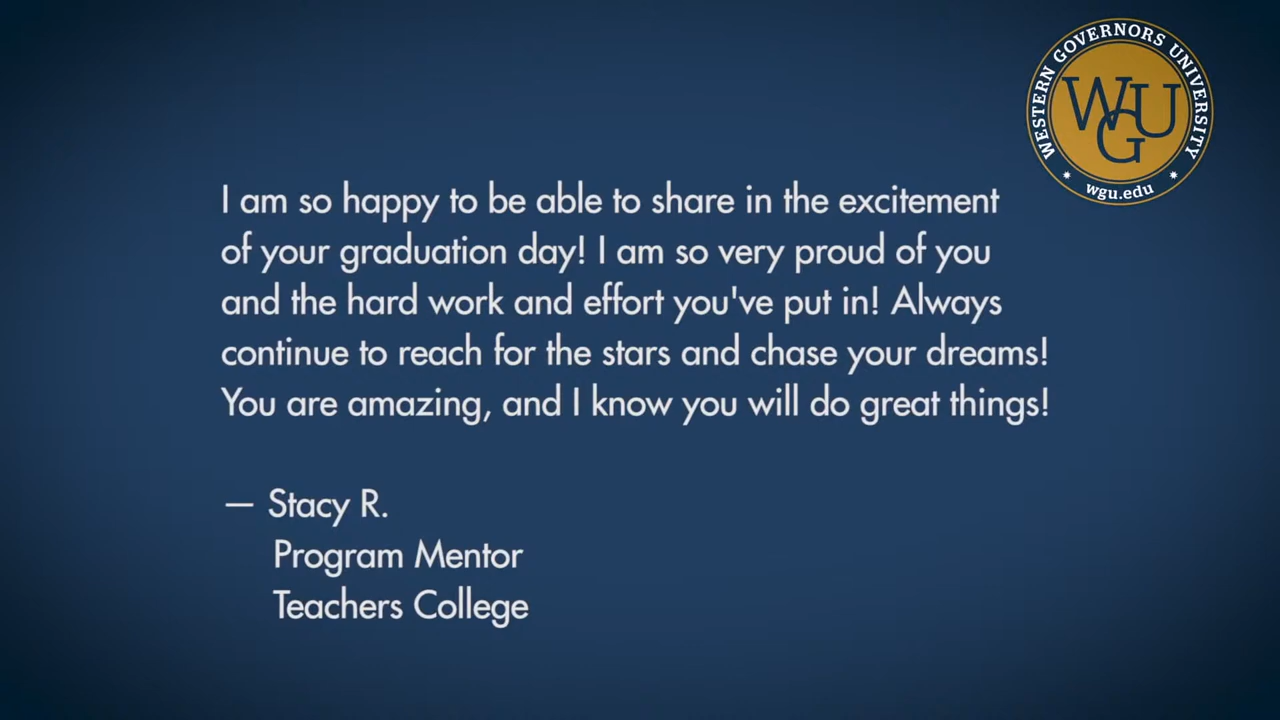 WESTERN GOVERNORS UNIVERSITY
WGU
wgu.edu
I am so happy to be able to share in the excitement
of your graduation day! I am so very proud of you
and the hard work and effort you've put in! Always
continue to reach for the stars and chase your dreams!
You are amazing, and I know you will do great things!
— Stacy R.
Program Mentor
Teachers College